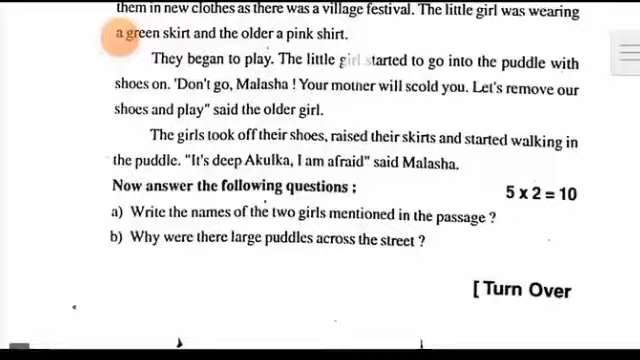 them in new clothes as there was a village festival. The little girl was wearing
a green skirt and the older a pink shirt.
They began to play. The little girl started to go into the puddle with
shoes on. 'Don't go, Malasha ! Your mother will scold you. Let's remove our
shoes and play" said the older girl.
The girls took off their shoes, raised their skirts and started walking in
the puddle. "It's deep Akulka, I am afraid" said Malasha.
Now answer the following questions :
5 x 2 = 10
a) Write the names of the two girls mentioned in the passage ?
b) Why were there large puddles across the street ?
[ Turn Over